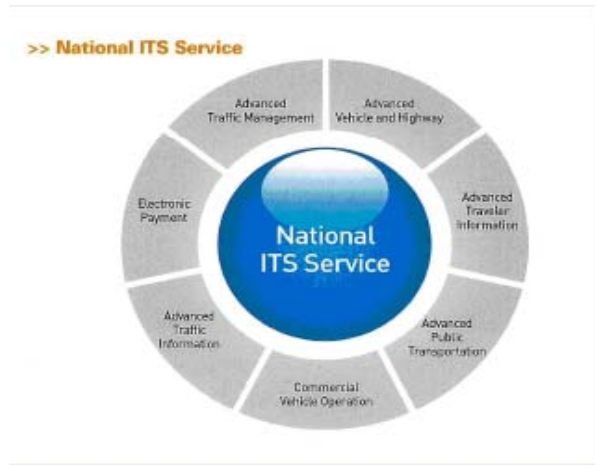 >> National ITS Service
Advanced
Traffic Management
Advanced
Vehicle and Highway
Electronic
Payment
Advanced
Traveler
Information
National
ITS Service
Advanced
Traffic
Information
Advanced
Public
Transportation
Commercial
Vehicle Operation